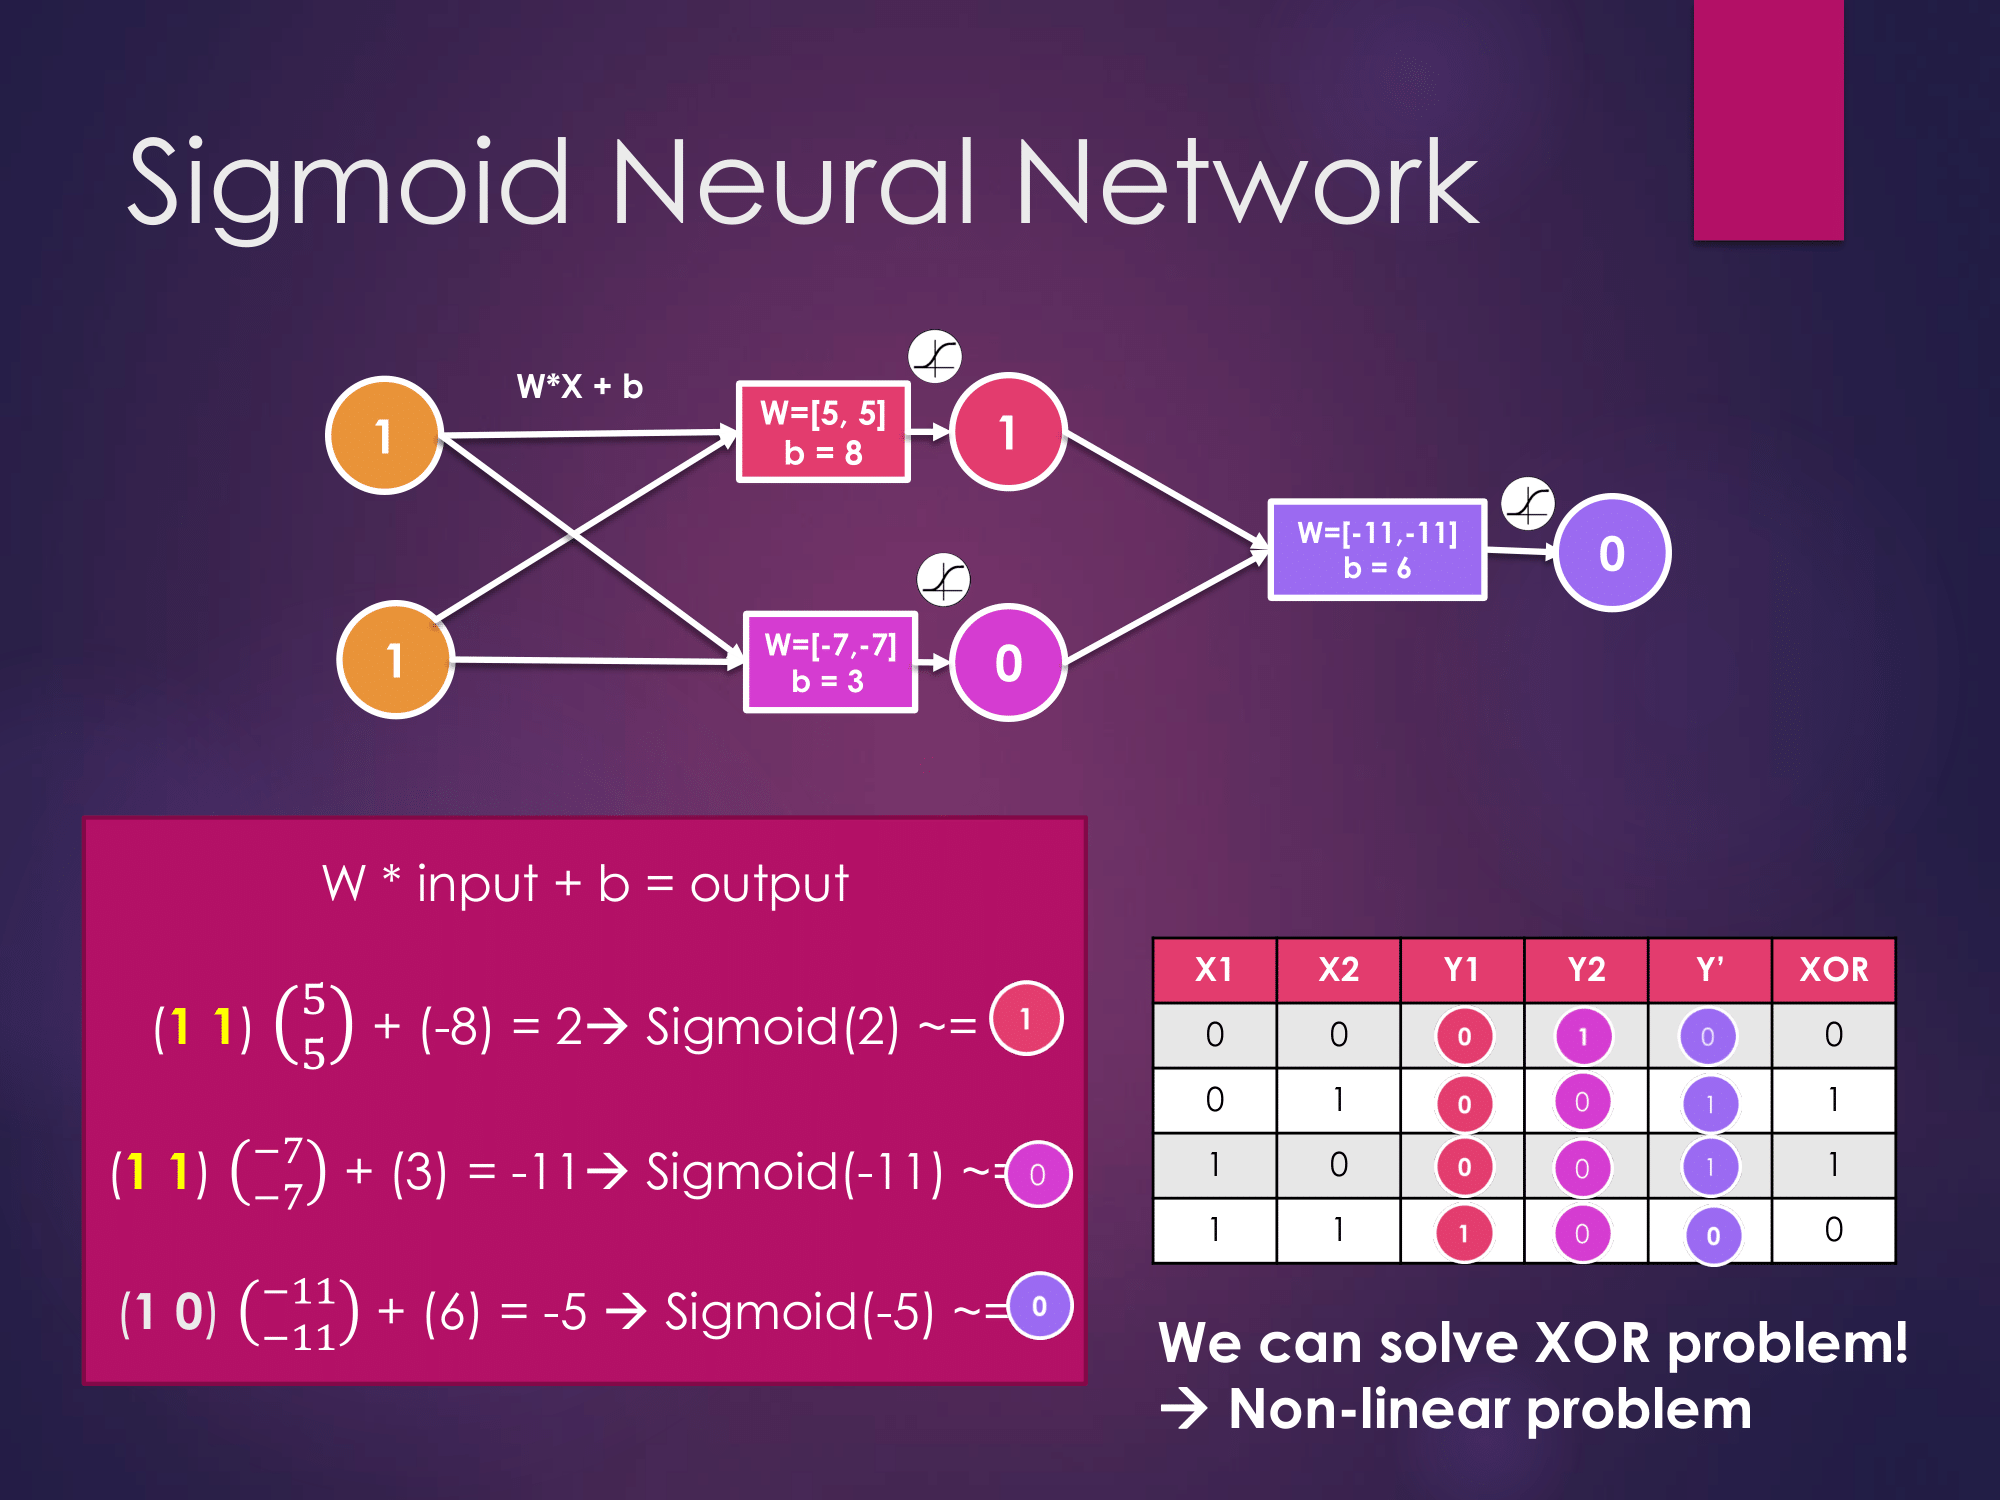 Sigmoid Neural Network
W*X + b
1
W=[5, 5]
b = 8
1
1
W=[-7,-7]
b = 3
0
W=[-11,-11]
b = 6
0
W * input + b = output
(1 1) (5 5) + (-8) = 2→ Sigmoid(2) ~= 1
(1 1) (−7 −7) + (3) = -11→ Sigmoid(-11) ~= 0
(1 0) (−11 −11) + (6) = -5 → Sigmoid(-5) ~= 0
X1 X2 Y1 Y2 Y’ XOR
0 0 0 1 0 0
0 1 0 0 1 1
1 0 0 0 1 1
1 1 1 0 0 0
We can solve XOR problem!
→ Non-linear problem